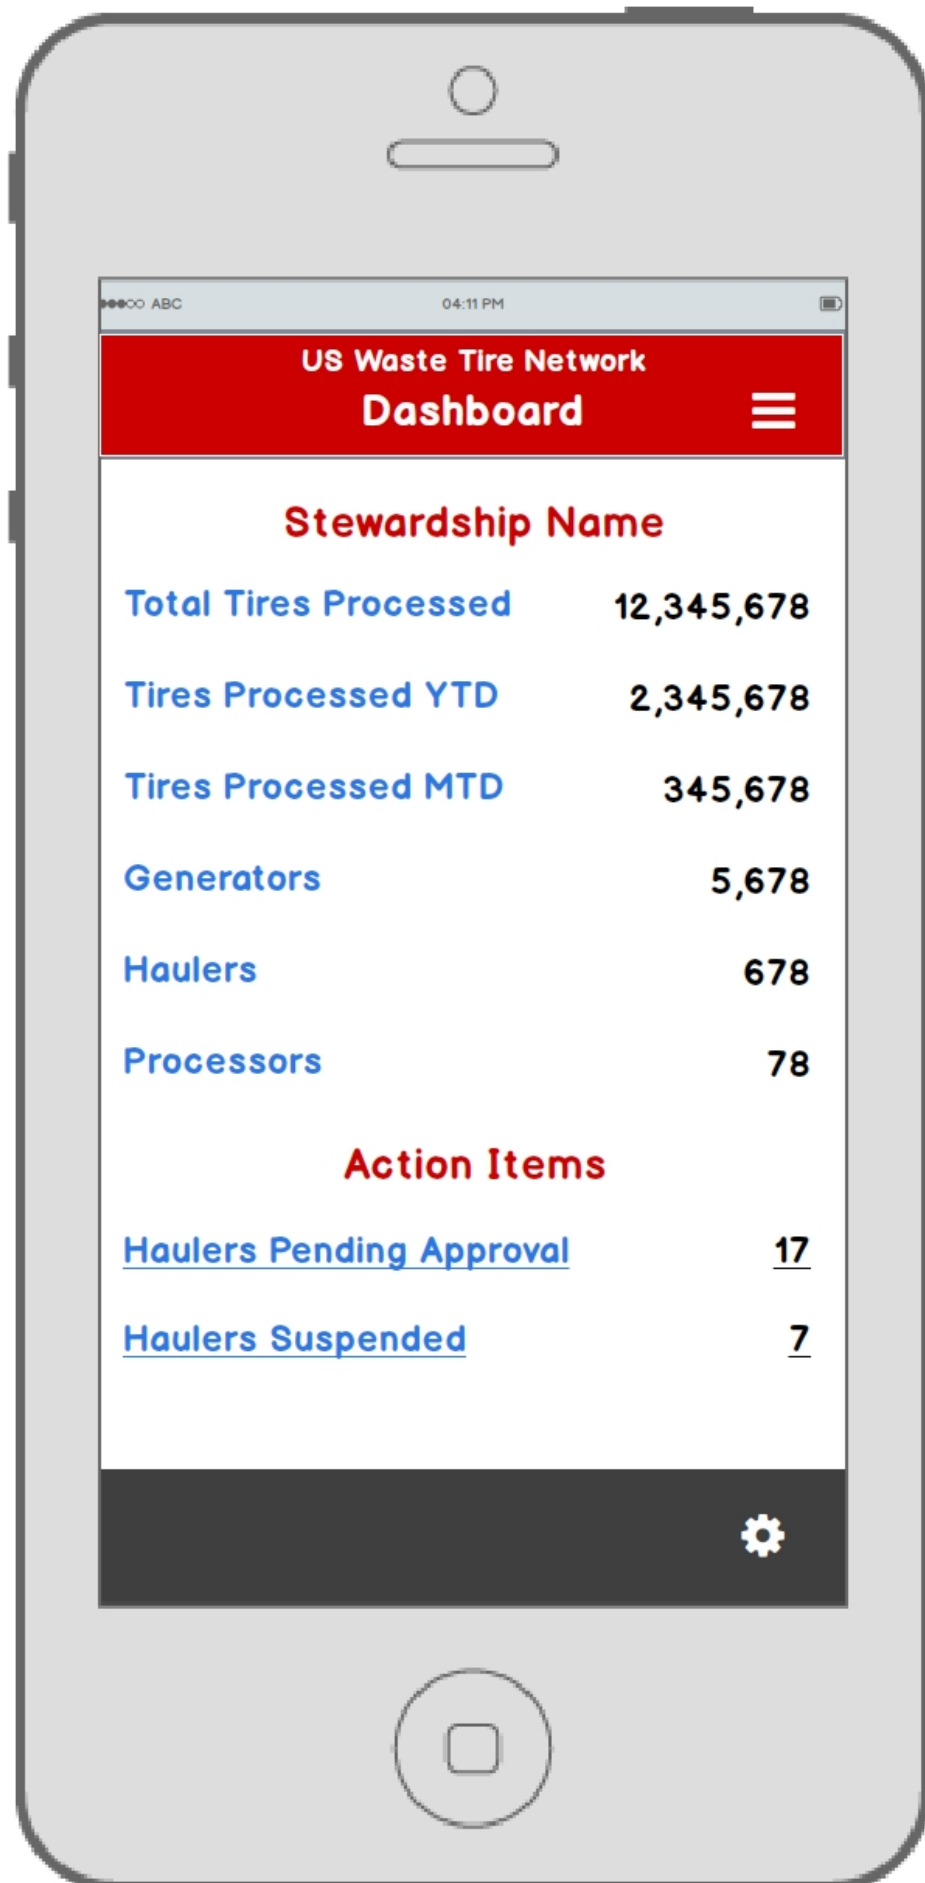 ABC 04:11 PM
US Waste Tire Network
Dashboard
Stewardship Name
Total Tires Processed 12,345,678
Tires Processed YTD 2,345,678
Tires Processed MTD 345,678
Generators 5,678
Haulers 678
Processors 78
Action Items
Haulers Pending Approval 17
Haulers Suspended 7